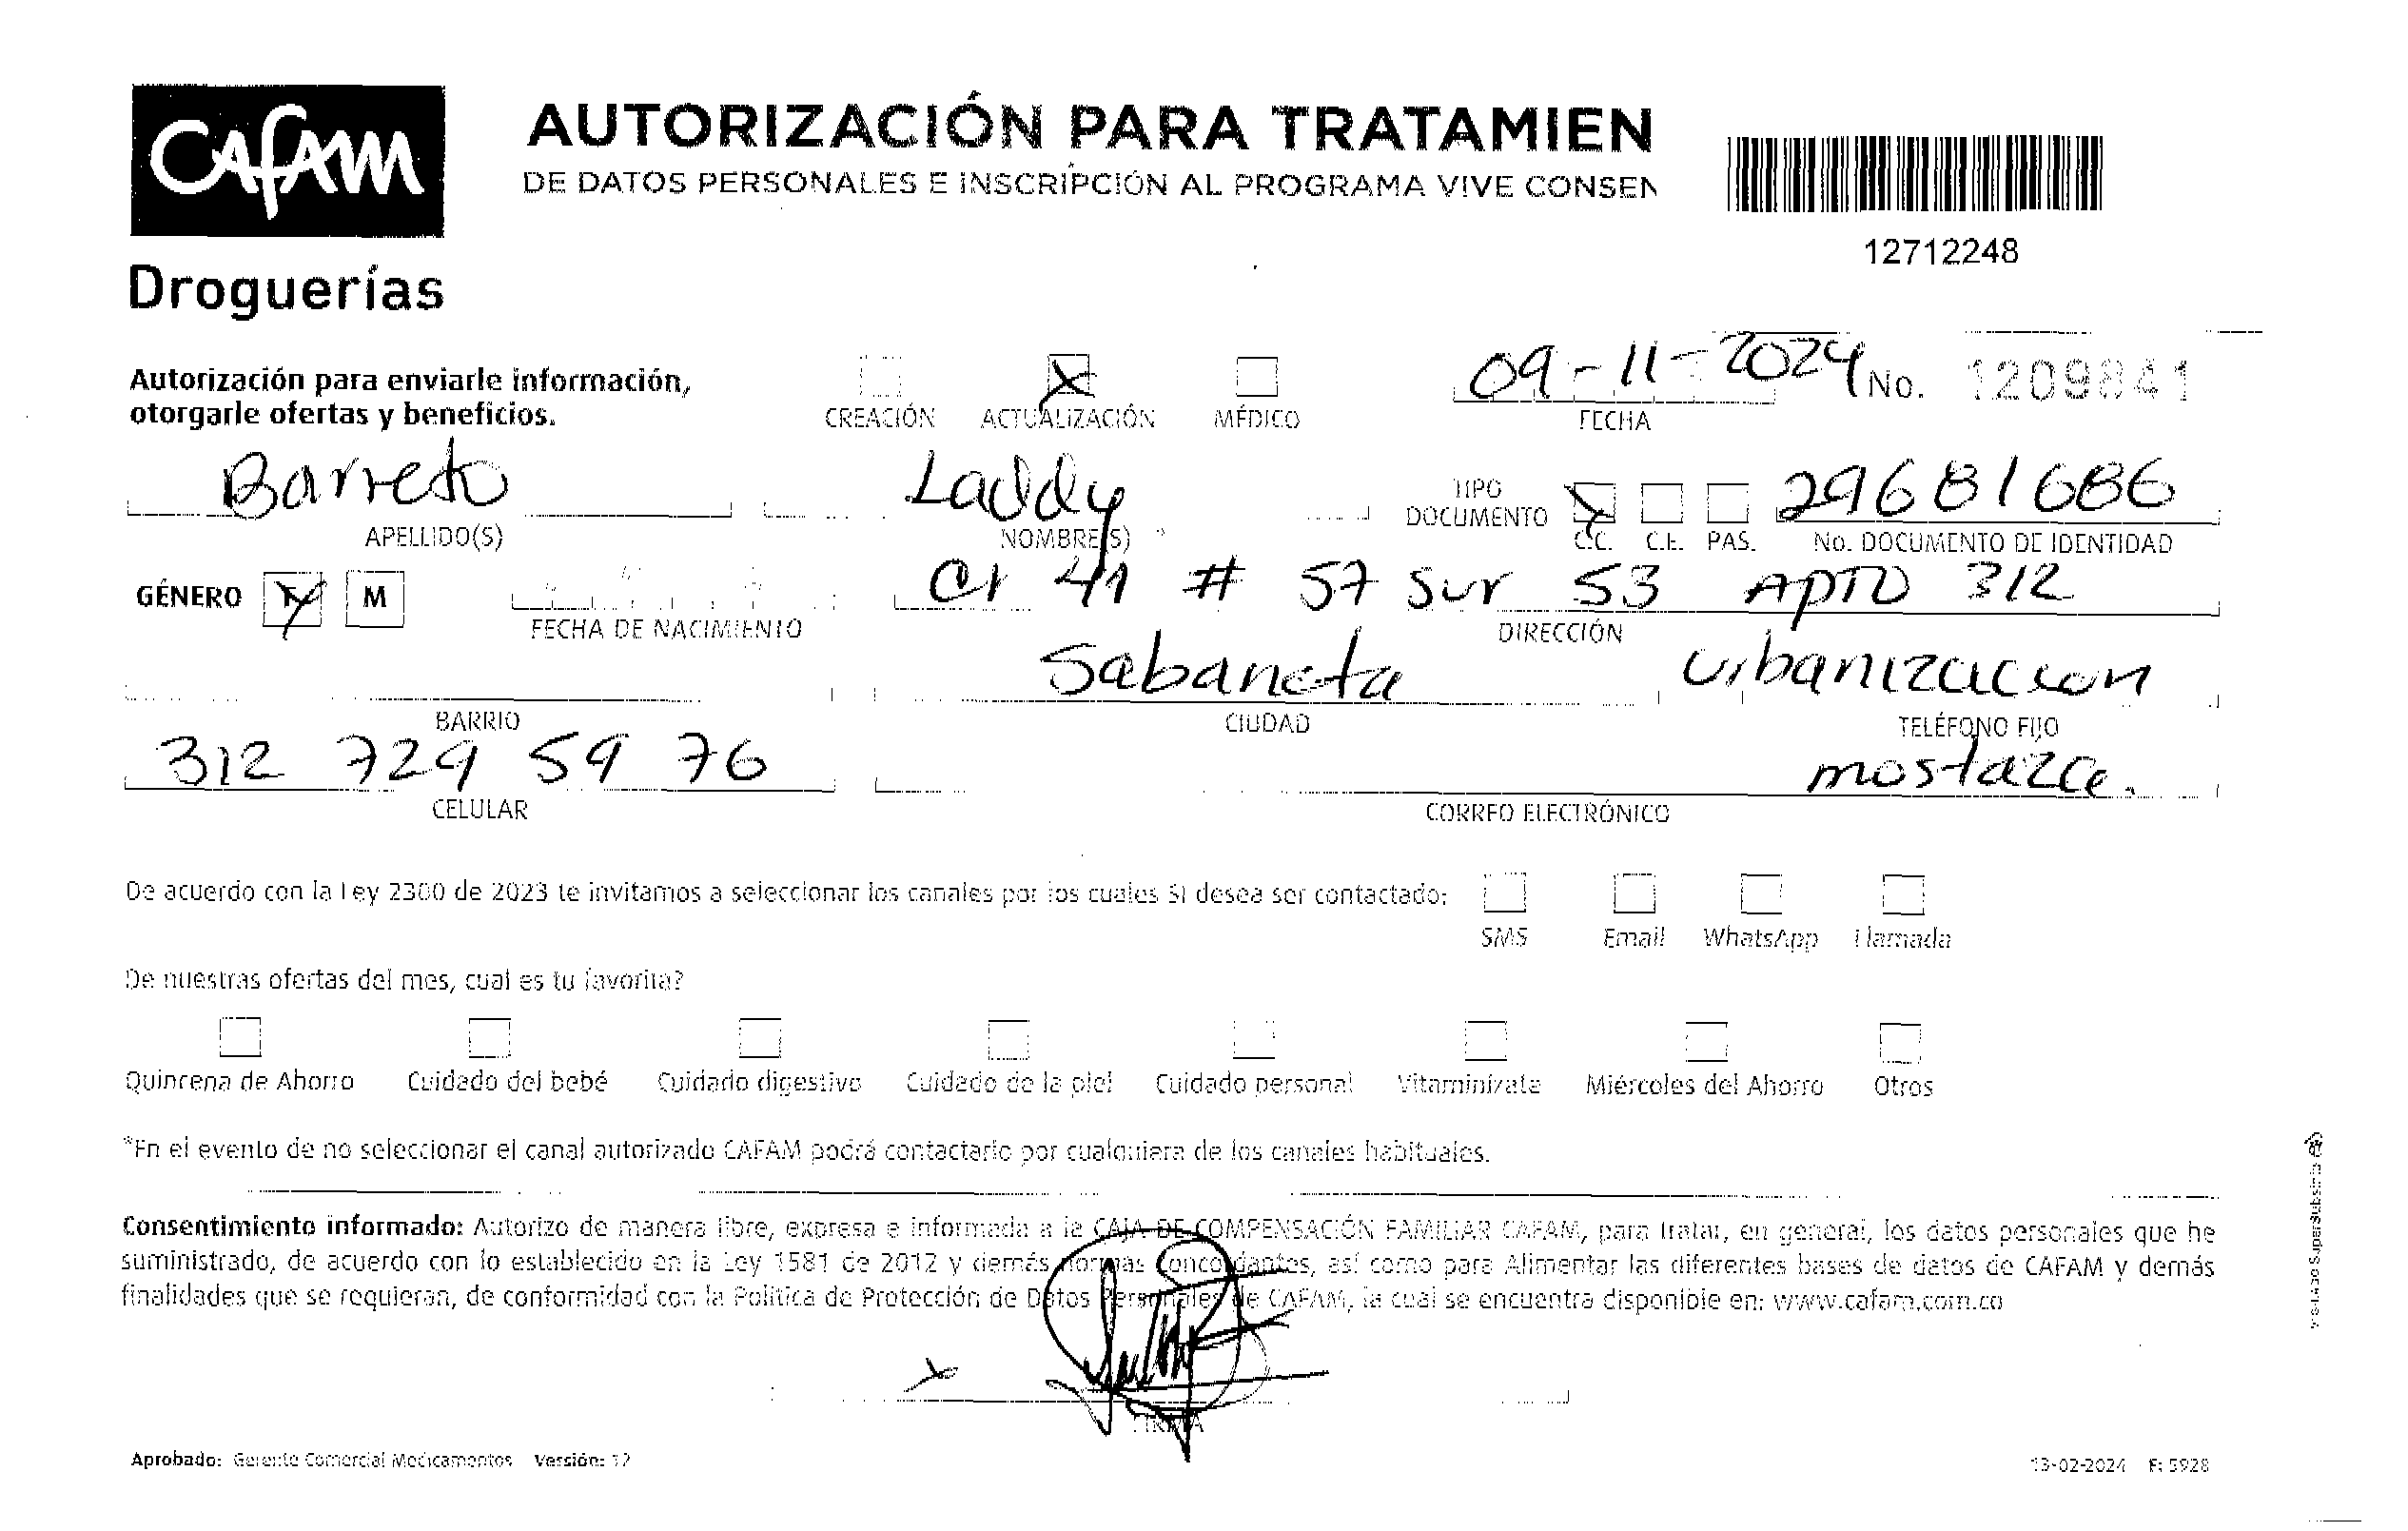 CAFAM
Droguerías
AUTORIZACIÓN PARA TRATAMIEN
DE DATOS PERSONALES E INSCRIPCIÓN AL PROGRAMA VIVE CONSEN
12712248
Autorización para enviarle información,
otorgarle ofertas y beneficios.
CREACIÓN ACTUALIZACIÓN MÉDICO
09-11-2024 No. 1209841
FECHA
Barreto Laddy TIPO DOCUMENTO 29681686
APELLIDO(S) NOMBRE(S) C.C. C.E. PAS. No. DOCUMENTO DE IDENTIDAD
GÉNERO F M Cr 41 # 57 Sur 53 APTO 312
FECHA DE NACIMIENTO DIRECCIÓN
Sabaneta Urbanizacion
BARRIO CIUDAD TELÉFONO FIJO
312 729 59 76 mostaza.
CELULAR CORREO ELECTRÓNICO
De acuerdo con la Ley 2300 de 2023 te invitamos a seleccionar los canales por los cuales SI desea ser contactado:
SMS Email WhatsApp Llamada
De nuestras ofertas del mes, cual es tu favorita?
Quincena de Ahorro Cuidado del bebé Cuidado digestivo Cuidado de la piel Cuidado personal Vitaminízate Miércoles del Ahorro Otros
*En el evento de no seleccionar el canal autorizado CAFAM podrá contactarlo por cualquiera de los canales habituales.
Consentimiento informado: Autorizo de manera libre, expresa e informada a la CAJA DE COMPENSACIÓN FAMILIAR CAFAM, para tratar, en general, los datos personales que he
suministrado, de acuerdo con lo establecido en la Ley 1581 de 2012 y demás normas concordantes, así como para Alimentar las diferentes bases de datos de CAFAM y demás
finalidades que se requieran, de conformidad con la Política de Protección de Datos Personales de CAFAM, la cual se encuentra disponible en: www.cafam.com.co
X
FIRMA
Aprobado: Gerente Comercial Medicamentos Versión: 12
13-02-2024 F: 5928